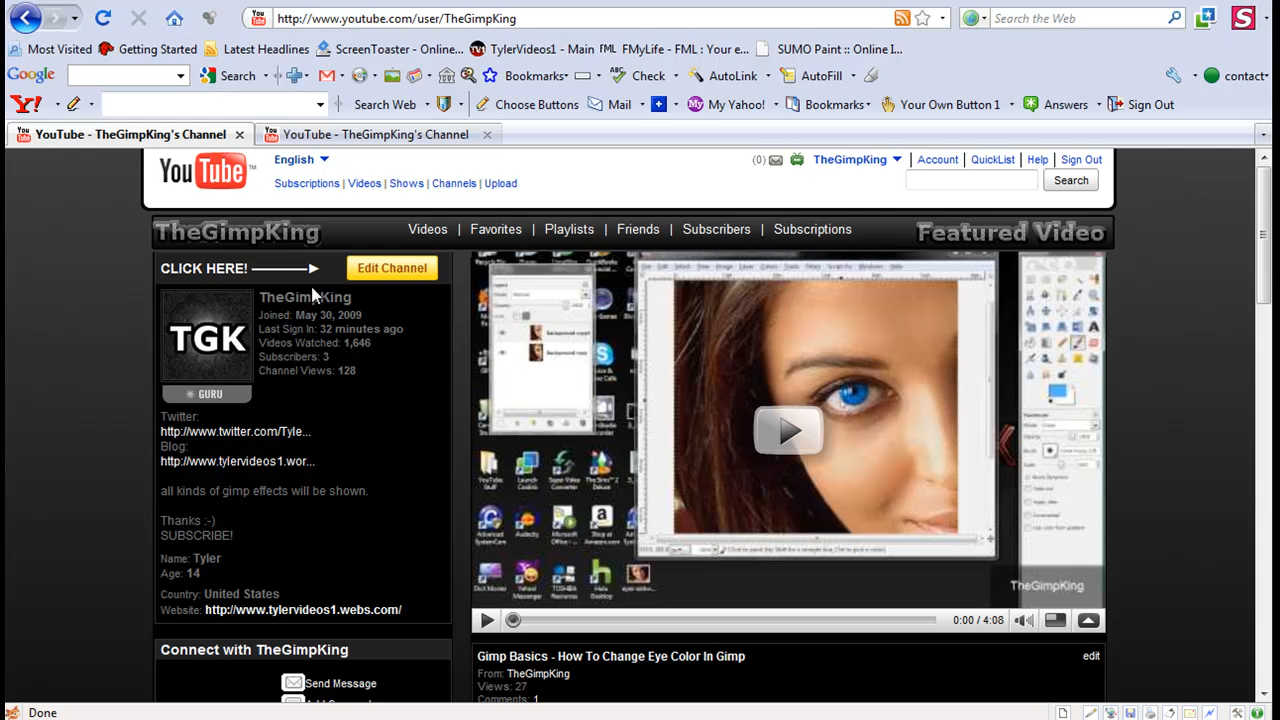 http://www.youtube.com/user/TheGimpKing
Search the Web
Most Visited Getting Started Latest Headlines ScreenToaster - Online... TylerVideos1 - Main FML FMyLife - FML : Your e... SUMO Paint :: Online I...
Google Search Bookmarks Check AutoLink AutoFill contact
Y! Search Web Choose Buttons Mail My Yahoo! Bookmarks Your Own Button 1 Answers Sign Out
YouTube - TheGimpKing's Channel YouTube - TheGimpKing's Channel
YouTube English (0) TheGimpKing Account QuickList Help Sign Out
Subscriptions | Videos | Shows | Channels | Upload Search
TheGimpKing Videos | Favorites | Playlists | Friends | Subscribers | Subscriptions Featured Video
CLICK HERE! Edit Channel
TheGimpKing
Joined: May 30, 2009
Last Sign In: 32 minutes ago
Videos Watched: 1,646
Subscribers: 3
Channel Views: 128
TGK
GURU
Twitter:
http://www.twitter.com/Tyle...
Blog:
http://www.tylervideos1.wor...
all kinds of gimp effects will be shown.
Thanks :-)
SUBSCRIBE!
Name: Tyler
Age: 14
Country: United States
Website: http://www.tylervideos1.webs.com/
Connect with TheGimpKing
Send Message
TheGimpKing
0:00 / 4:08
Gimp Basics - How To Change Eye Color In Gimp edit
From: TheGimpKing
Views: 27
Comments: 1
Done